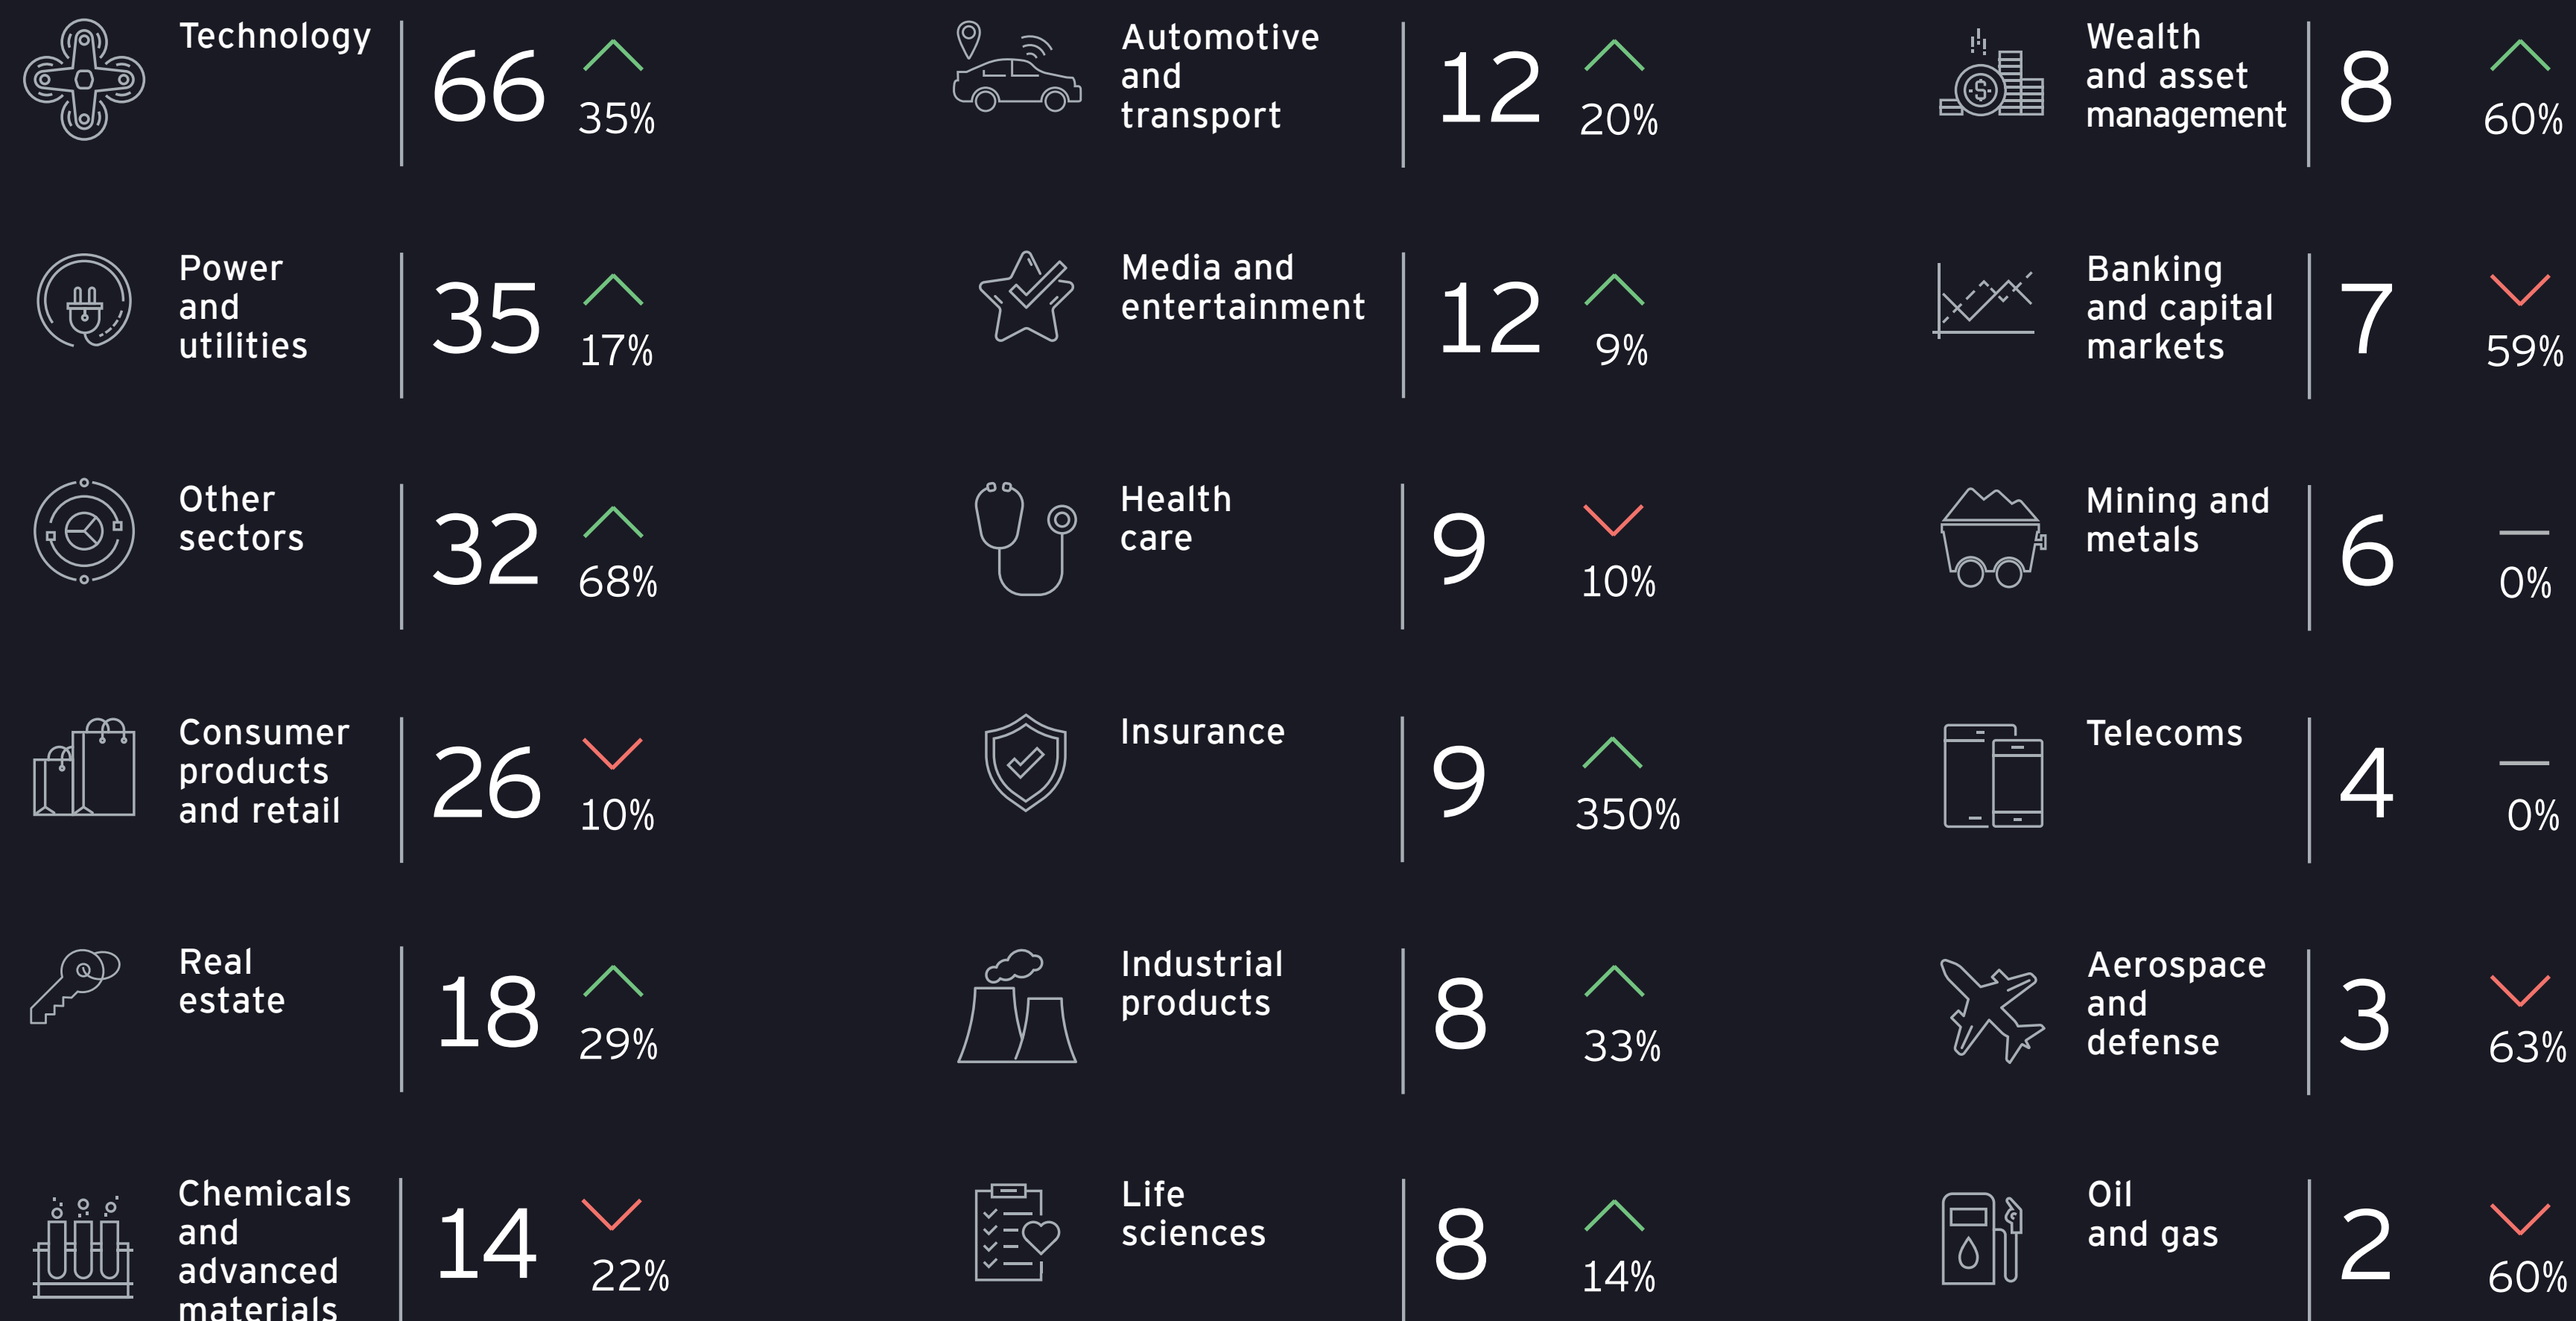 Technology
66
35%
Power
and
utilities
35
17%
Other
sectors
32
68%
Consumer
products
and retail
26
10%
Real
estate
18
29%
Chemicals
and
advanced
materials
14
22%
Automotive
and
transport
12
20%
Media and
entertainment
12
9%
Health
care
9
10%
Insurance
9
350%
Industrial
products
8
33%
Life
sciences
8
14%
Wealth
and asset
management
8
60%
Banking
and capital
markets
7
59%
Mining and
metals
6
0%
Telecoms
4
0%
Aerospace
and
defense
3
63%
Oil
and gas
2
60%